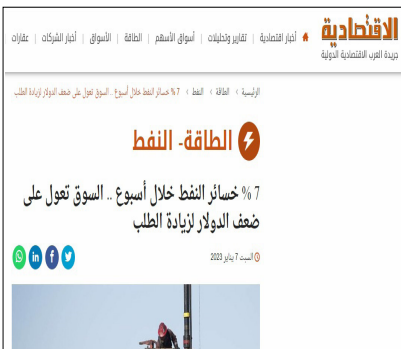 الاقتصادية
جريدة العرب الاقتصادية الدولية
أخبار اقتصادية | تقارير وتحليلات | أسواق الأسهم | الطاقة | الأسواق | أخبار الشركات | عقارات
الرئيسية › الطاقة › النفط › 7 % خسائر النفط خلال أسبوع .. السوق تعول على ضعف الدولار لزيادة الطلب
الطاقة- النفط
7 % خسائر النفط خلال أسبوع .. السوق تعول على
ضعف الدولار لزيادة الطلب
السبت 7 يناير 2023